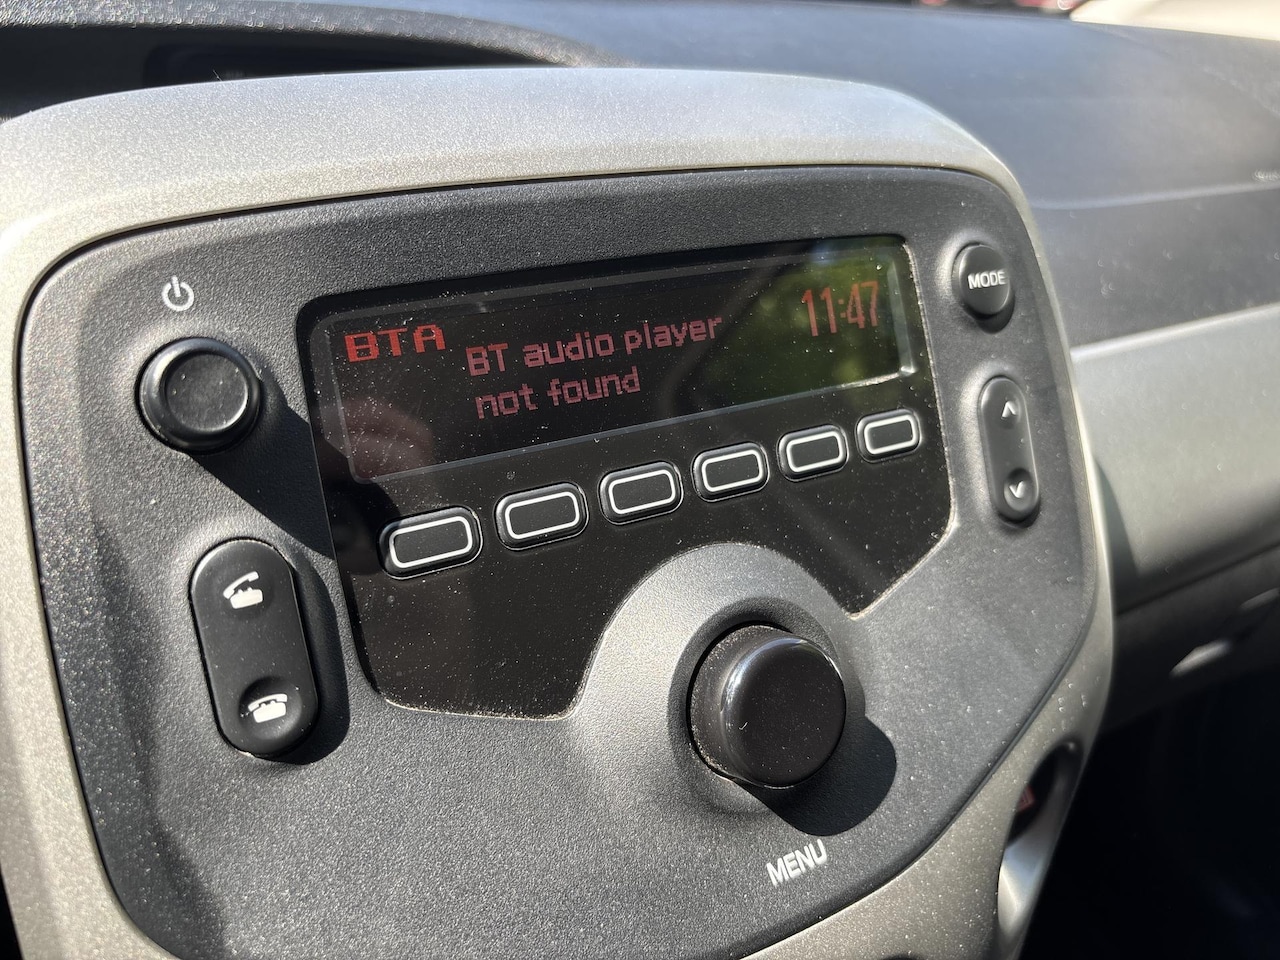 BTA
BT audio player
not found
11:47
MODE
MENU